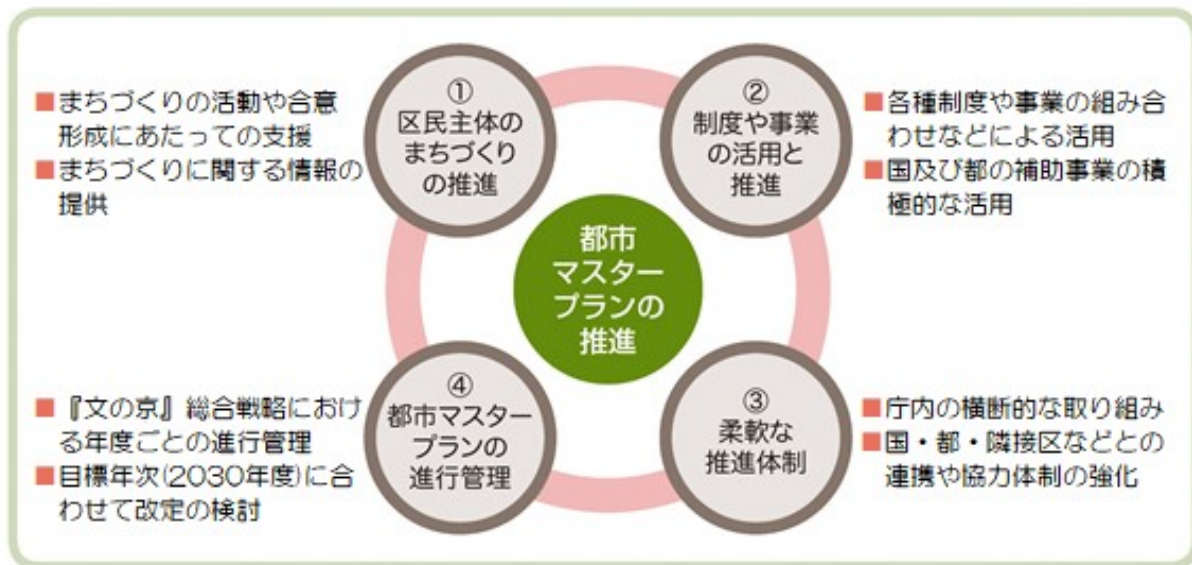 ■まちづくりの活動や合意
形成にあたっての支援
■まちづくりに関する情報の
提供
①
区民主体の
まちづくり
の推進
②
制度や事業
の活用と
推進
■各種制度や事業の組み合
わせなどによる活用
■国及び都の補助事業の積
極的な活用
都市
マスター
プランの
推進
■『文の京』総合戦略におけ
る年度ごとの進行管理
■目標年次(2030年度)に合
わせて改定の検討
④
都市マスター
プランの
進行管理
③
柔軟な
推進体制
■庁内の横断的な取り組み
■国・都・隣接区などとの
連携や協力体制の強化